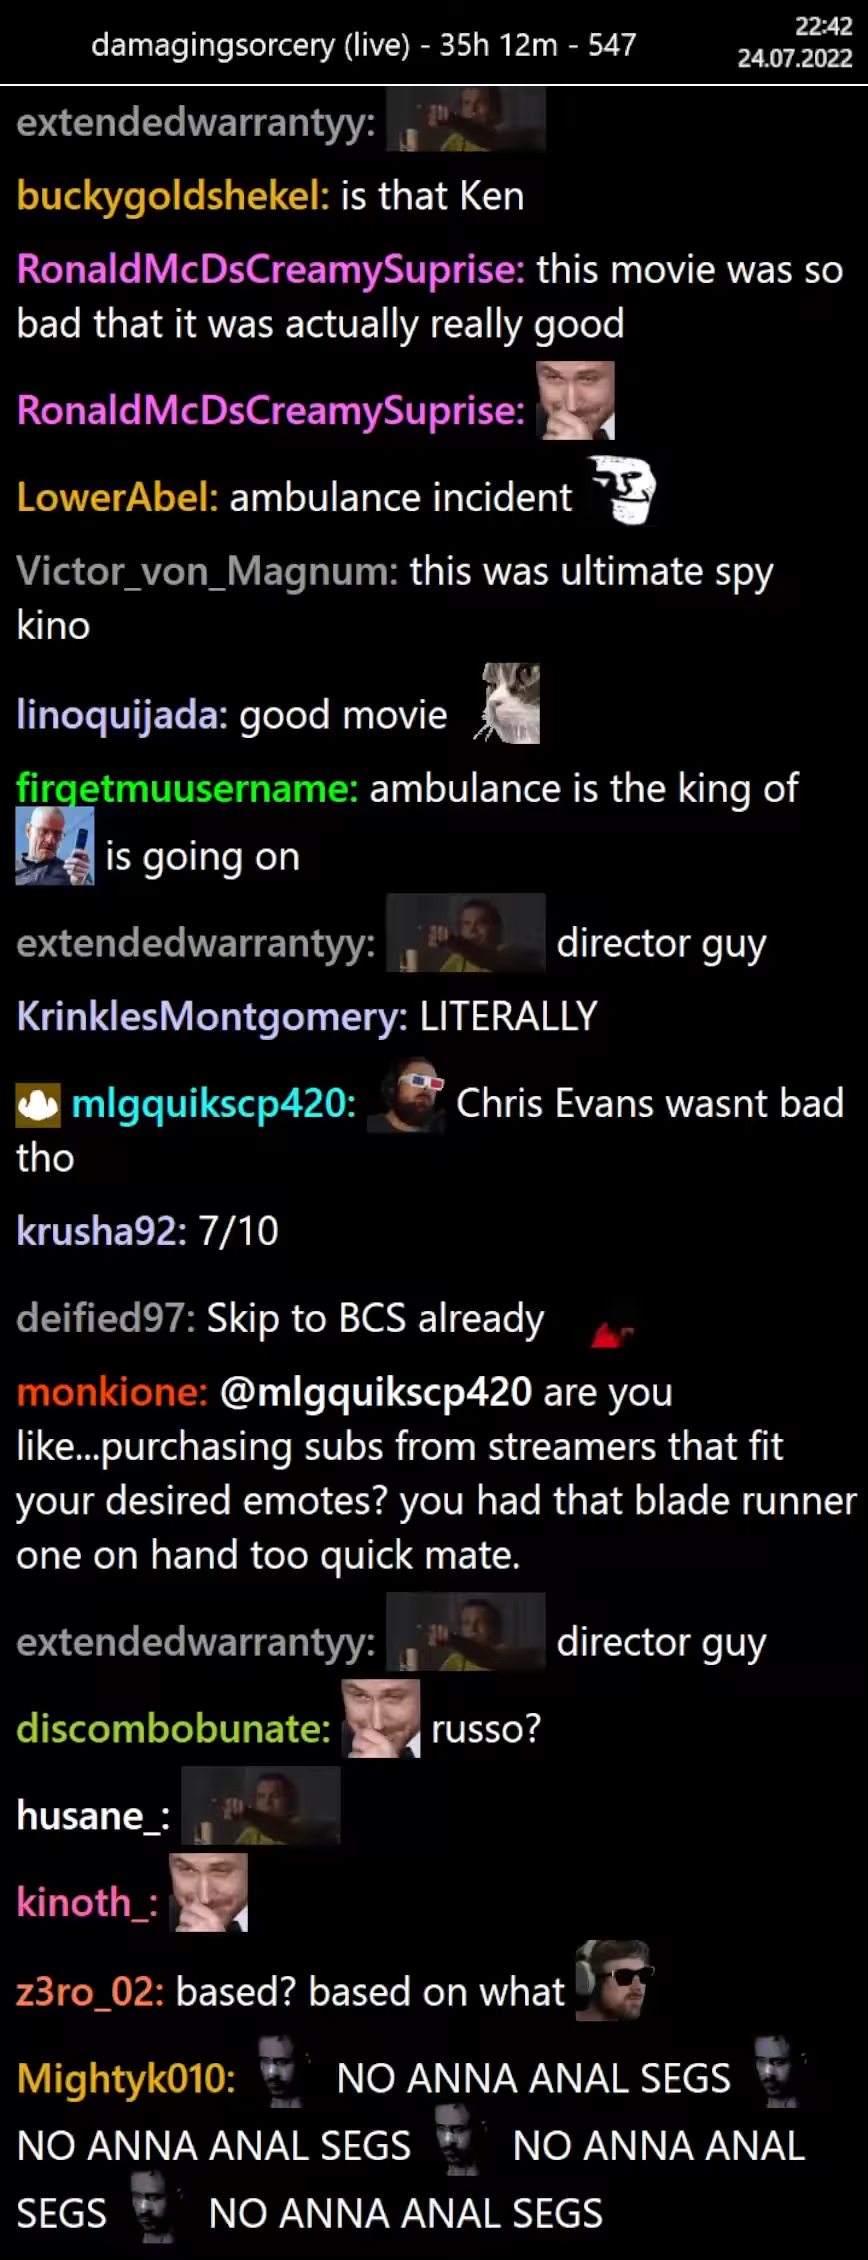 damagingsorcery (live) - 35h 12m - 547
22:42
24.07.2022
extendedwarrantyy:
buckygoldshekel: is that Ken
RonaldMcDsCreamySuprise: this movie was so
bad that it was actually really good
RonaldMcDsCreamySuprise:
LowerAbel: ambulance incident
Victor_von_Magnum: this was ultimate spy
kino
linoquijada: good movie
firgetmuusername: ambulance is the king of
is going on
extendedwarrantyy: director guy
KrinklesMontgomery: LITERALLY
mlgquikscp420: Chris Evans wasnt bad
tho
krusha92: 7/10
deified97: Skip to BCS already
monkione: @mlgquikscp420 are you
like...purchasing subs from streamers that fit
your desired emotes? you had that blade runner
one on hand too quick mate.
extendedwarrantyy: director guy
discombobunate: russo?
husane_:
kinoth_:
z3ro_02: based? based on what
Mightyk010: NO ANNA ANAL SEGS
NO ANNA ANAL SEGS NO ANNA ANAL
SEGS NO ANNA ANAL SEGS